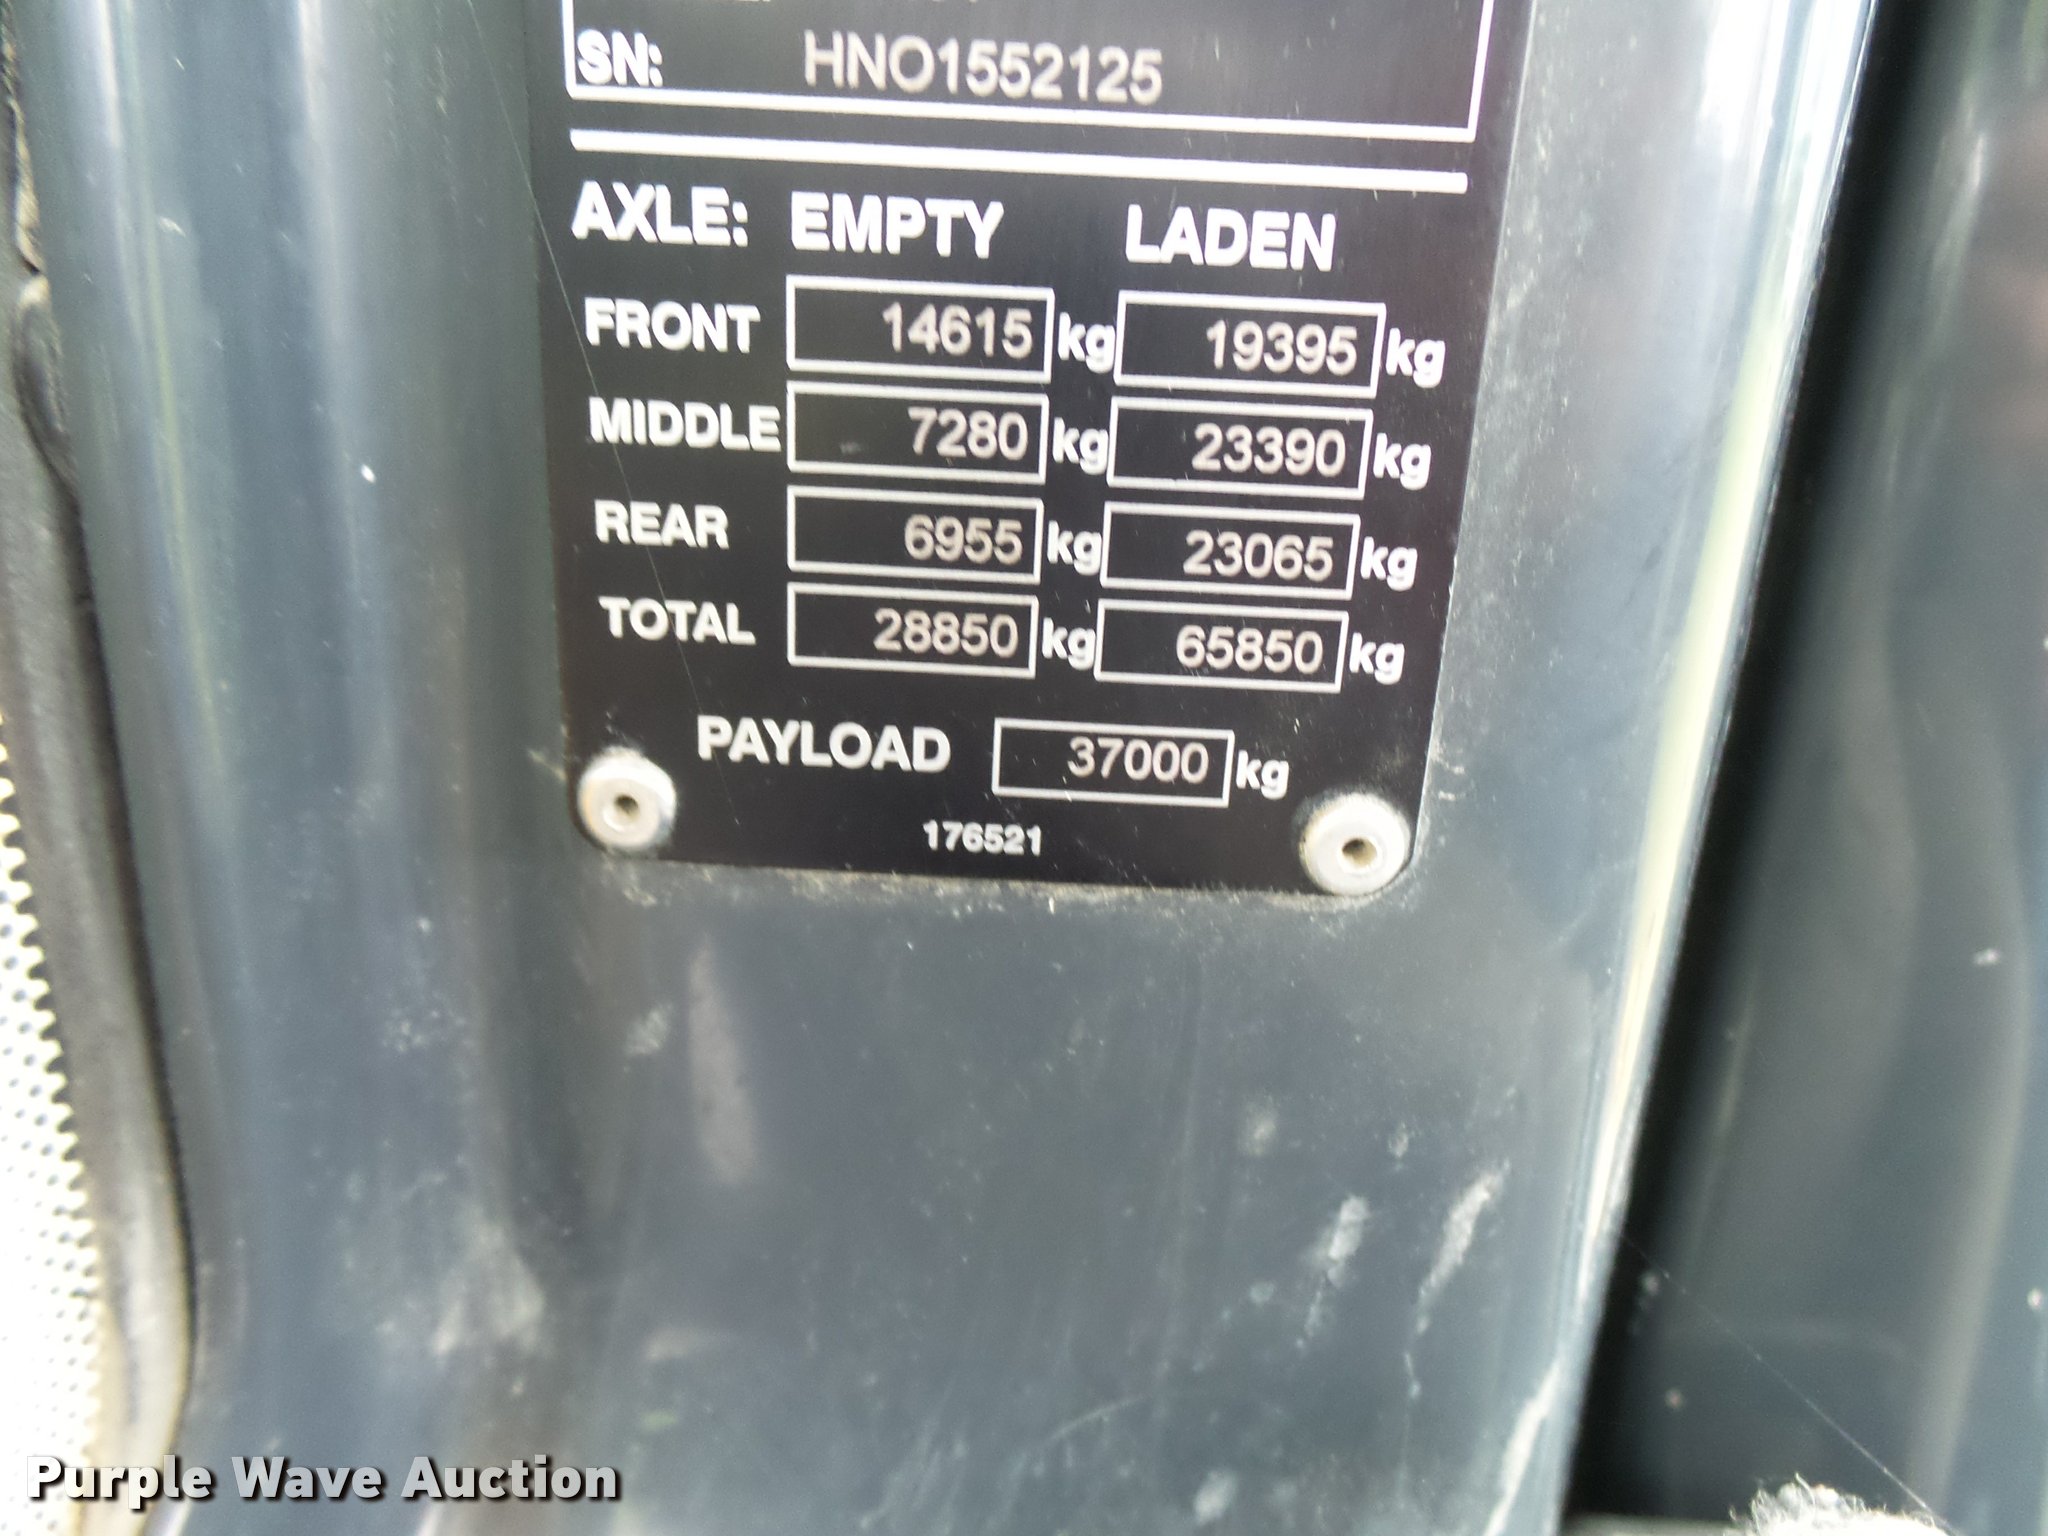 SN: HNO1552125
AXLE: EMPTY LADEN
FRONT 14615 kg 19395 kg
MIDDLE 7280 kg 23390 kg
REAR 6955 kg 23065 kg
TOTAL 28850 kg 65850 kg
PAYLOAD 37000 kg
176521
Purple Wave Auction